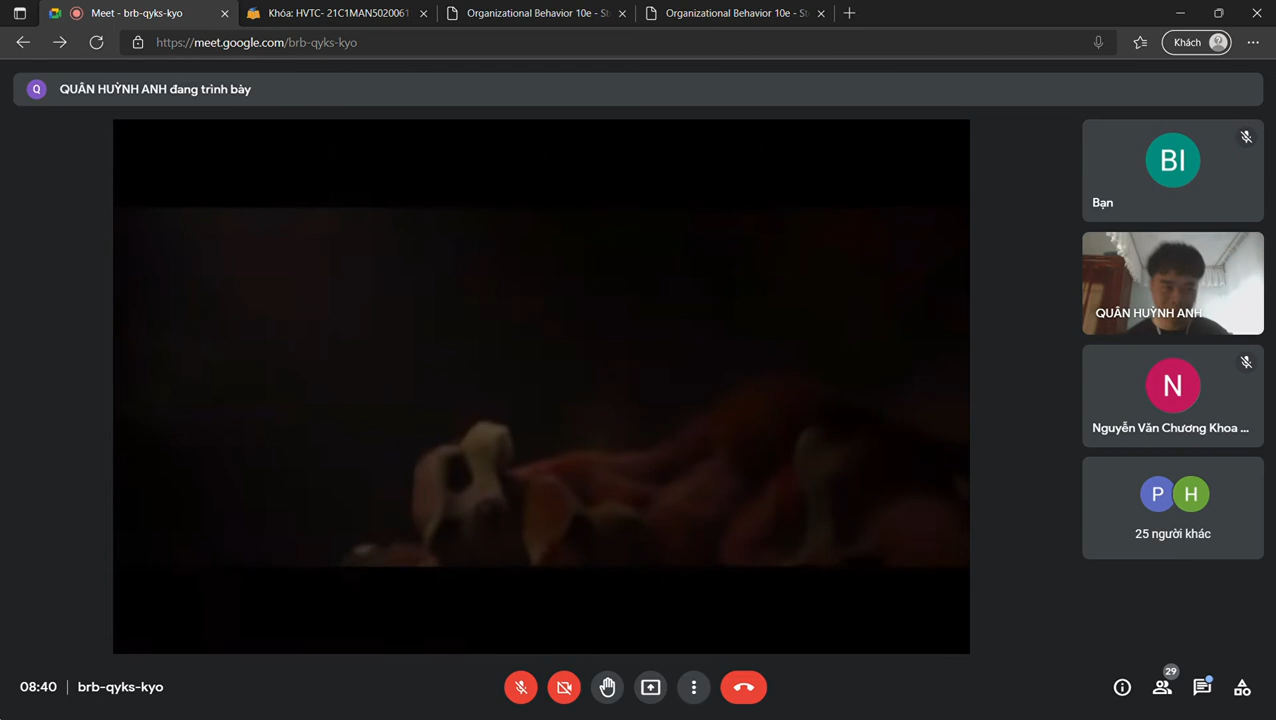 Meet - brb-qyks-kyo
Khóa: HVTC- 21C1MAN5020061
Organizational Behavior 10e - St
Organizational Behavior 10e - St
https://meet.google.com/brb-qyks-kyo
Khách
Q
QUÂN HUỲNH ANH đang trình bày
BI
Bạn
QUÂN HUỲNH ANH
N
Nguyễn Văn Chương Khoa ...
P
H
25 người khác
08:40
brb-qyks-kyo
29